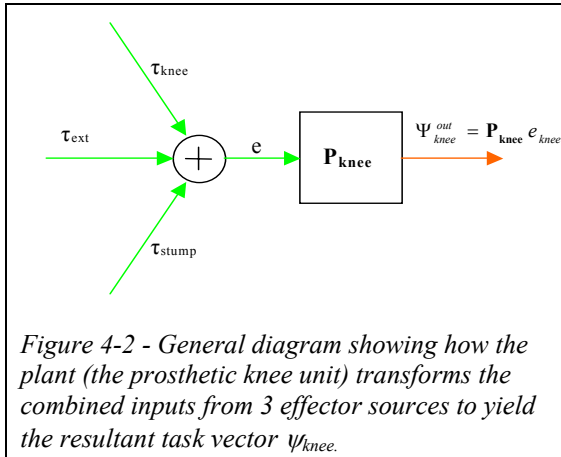 τknee
τext
e
Pknee
Ψ out knee = Pknee eknee
+
τstump
Figure 4-2 - General diagram showing how the
plant (the prosthetic knee unit) transforms the
combined inputs from 3 effector sources to yield
the resultant task vector ψknee.